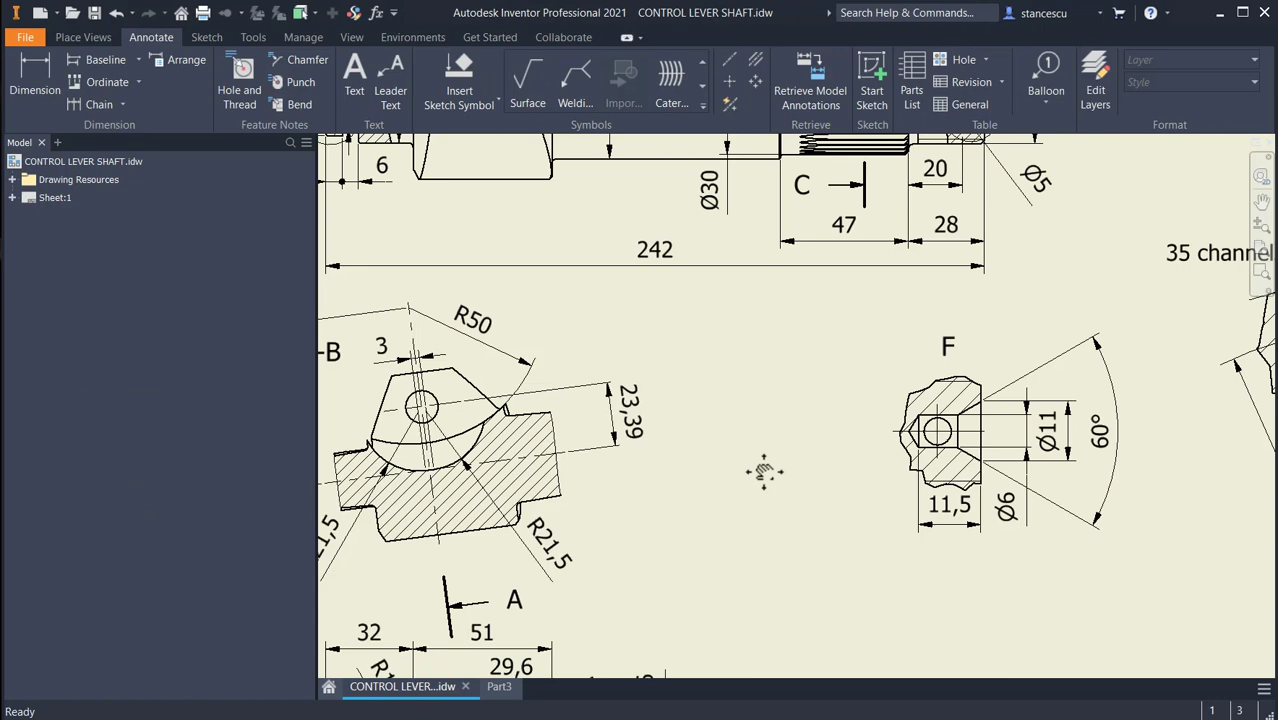 Autodesk Inventor Professional 2021 CONTROL LEVER SHAFT.idw
Search Help & Commands...
stancescu
File
Place Views
Annotate
Sketch
Tools
Manage
View
Environments
Get Started
Collaborate
Dimension
Baseline
Ordinate
Chain
Arrange
Dimension
Hole and
Thread
Chamfer
Punch
Bend
Feature Notes
Text
Leader
Text
Text
Insert
Sketch Symbol
Surface
Weldi...
Impor...
Cater...
Symbols
Retrieve Model
Annotations
Retrieve
Start
Sketch
Sketch
Parts
List
Hole
Revision
General
Table
Balloon
Edit
Layers
Layer
Style
Format
Model
CONTROL LEVER SHAFT.idw
Drawing Resources
Sheet:1
6
Ø30
C
20
Ø5
47
28
242
35 channel
R50
-B
3
23,39
21,5
R21,5
A
32
51
29,6
F
Ø11
60°
11,5
Ø6
CONTROL LEVER...idw
Part3
Ready
1
3